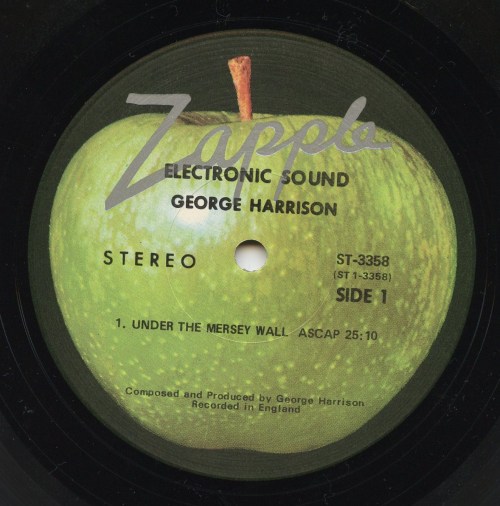 Zapple
ELECTRONIC SOUND
GEORGE HARRISON
STEREO
ST-3358
(ST 1-3358)
SIDE 1
1. UNDER THE MERSEY WALL ASCAP 25:10
Composed and Produced by George Harrison
Recorded in England